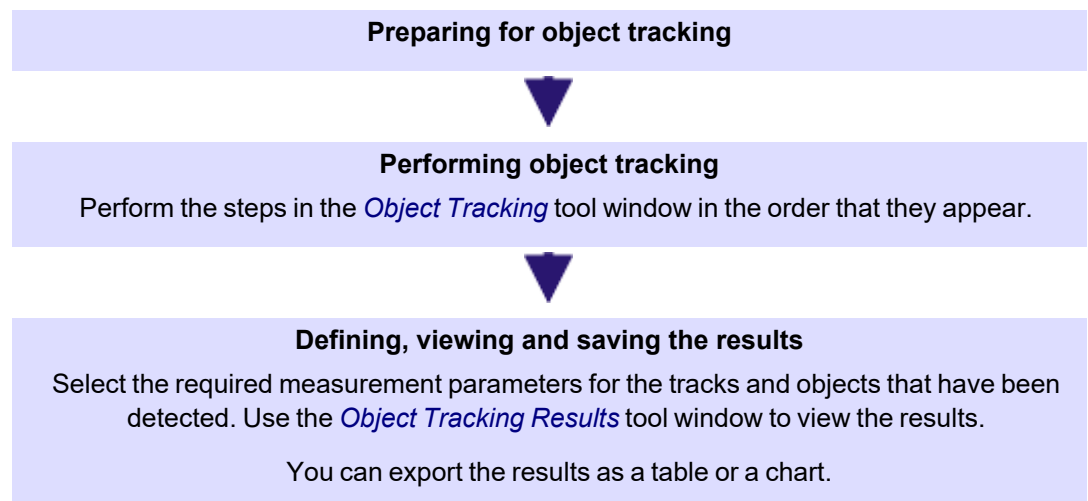 Preparing for object tracking
Performing object tracking
Perform the steps in the Object Tracking tool window in the order that they appear.
Defining, viewing and saving the results
Select the required measurement parameters for the tracks and objects that have been
detected. Use the Object Tracking Results tool window to view the results.
You can export the results as a table or a chart.